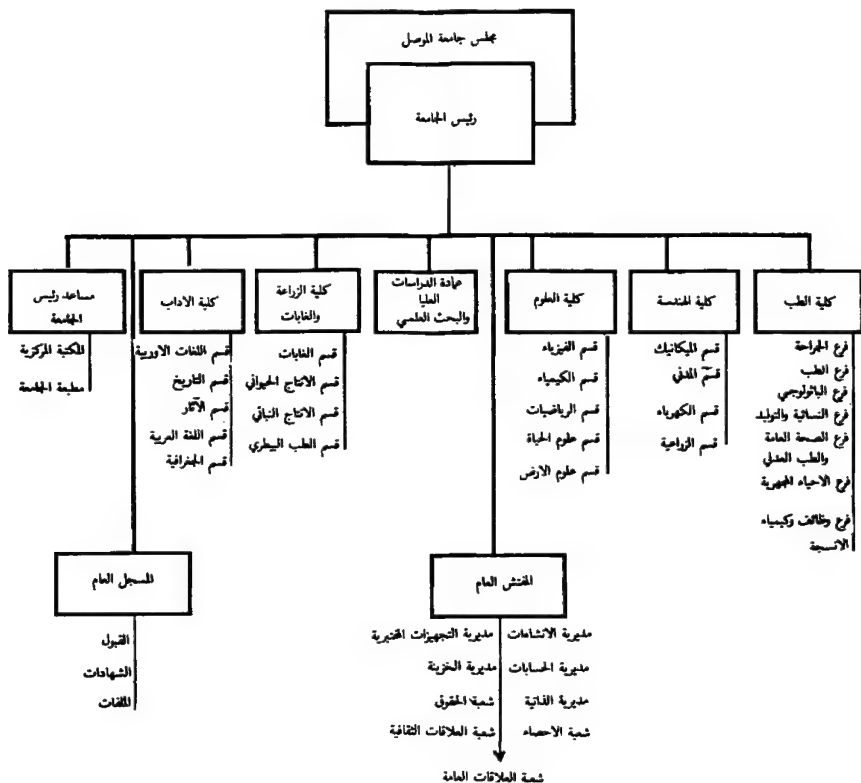 مجلس جامعة الموصل
رئيس الجامعة
كلية الطب
فرع الجراحة
فرع الطب
فرع الباثولوجي
فرع النسائية والتوليد
فرع الصحة العامة
والطب العدلي
فرع الاحياء المجهرية
فرع وظائف وكيمياء
الانسجة
كلية الهندسة
قسم الميكانيك
قسم المدني
قسم الكهرباء
قسم الزراعية
كلية العلوم
قسم الفيزياء
قسم الكيمياء
قسم الرياضيات
قسم علوم الحياة
قسم علوم الارض
عمادة الدراسات
العليا
والبحث العلمي
كلية الزراعة
والغابات
قسم الغابات
قسم الانتاج الحيواني
قسم الانتاج النباتي
قسم الطب البيطري
كلية الاداب
قسم اللغات الاوربية
قسم التاريخ
قسم الآثار
قسم اللغة العربية
قسم الجغرافية
مساعد رئيس
الجامعة
المكتبة المركزية
مطبعة الجامعة
المفتش العام
مديرية الانشاءات
مديرية الحسابات
مديرية الذاتية
شعبة الاحصاء
مديرية التجهيزات المختبرية
مديرية الخزينة
شعبة الحقوق
شعبة العلاقات الثقافية
شعبة العلاقات العامة
المسجل العام
القبول
الشهادات
الملفات